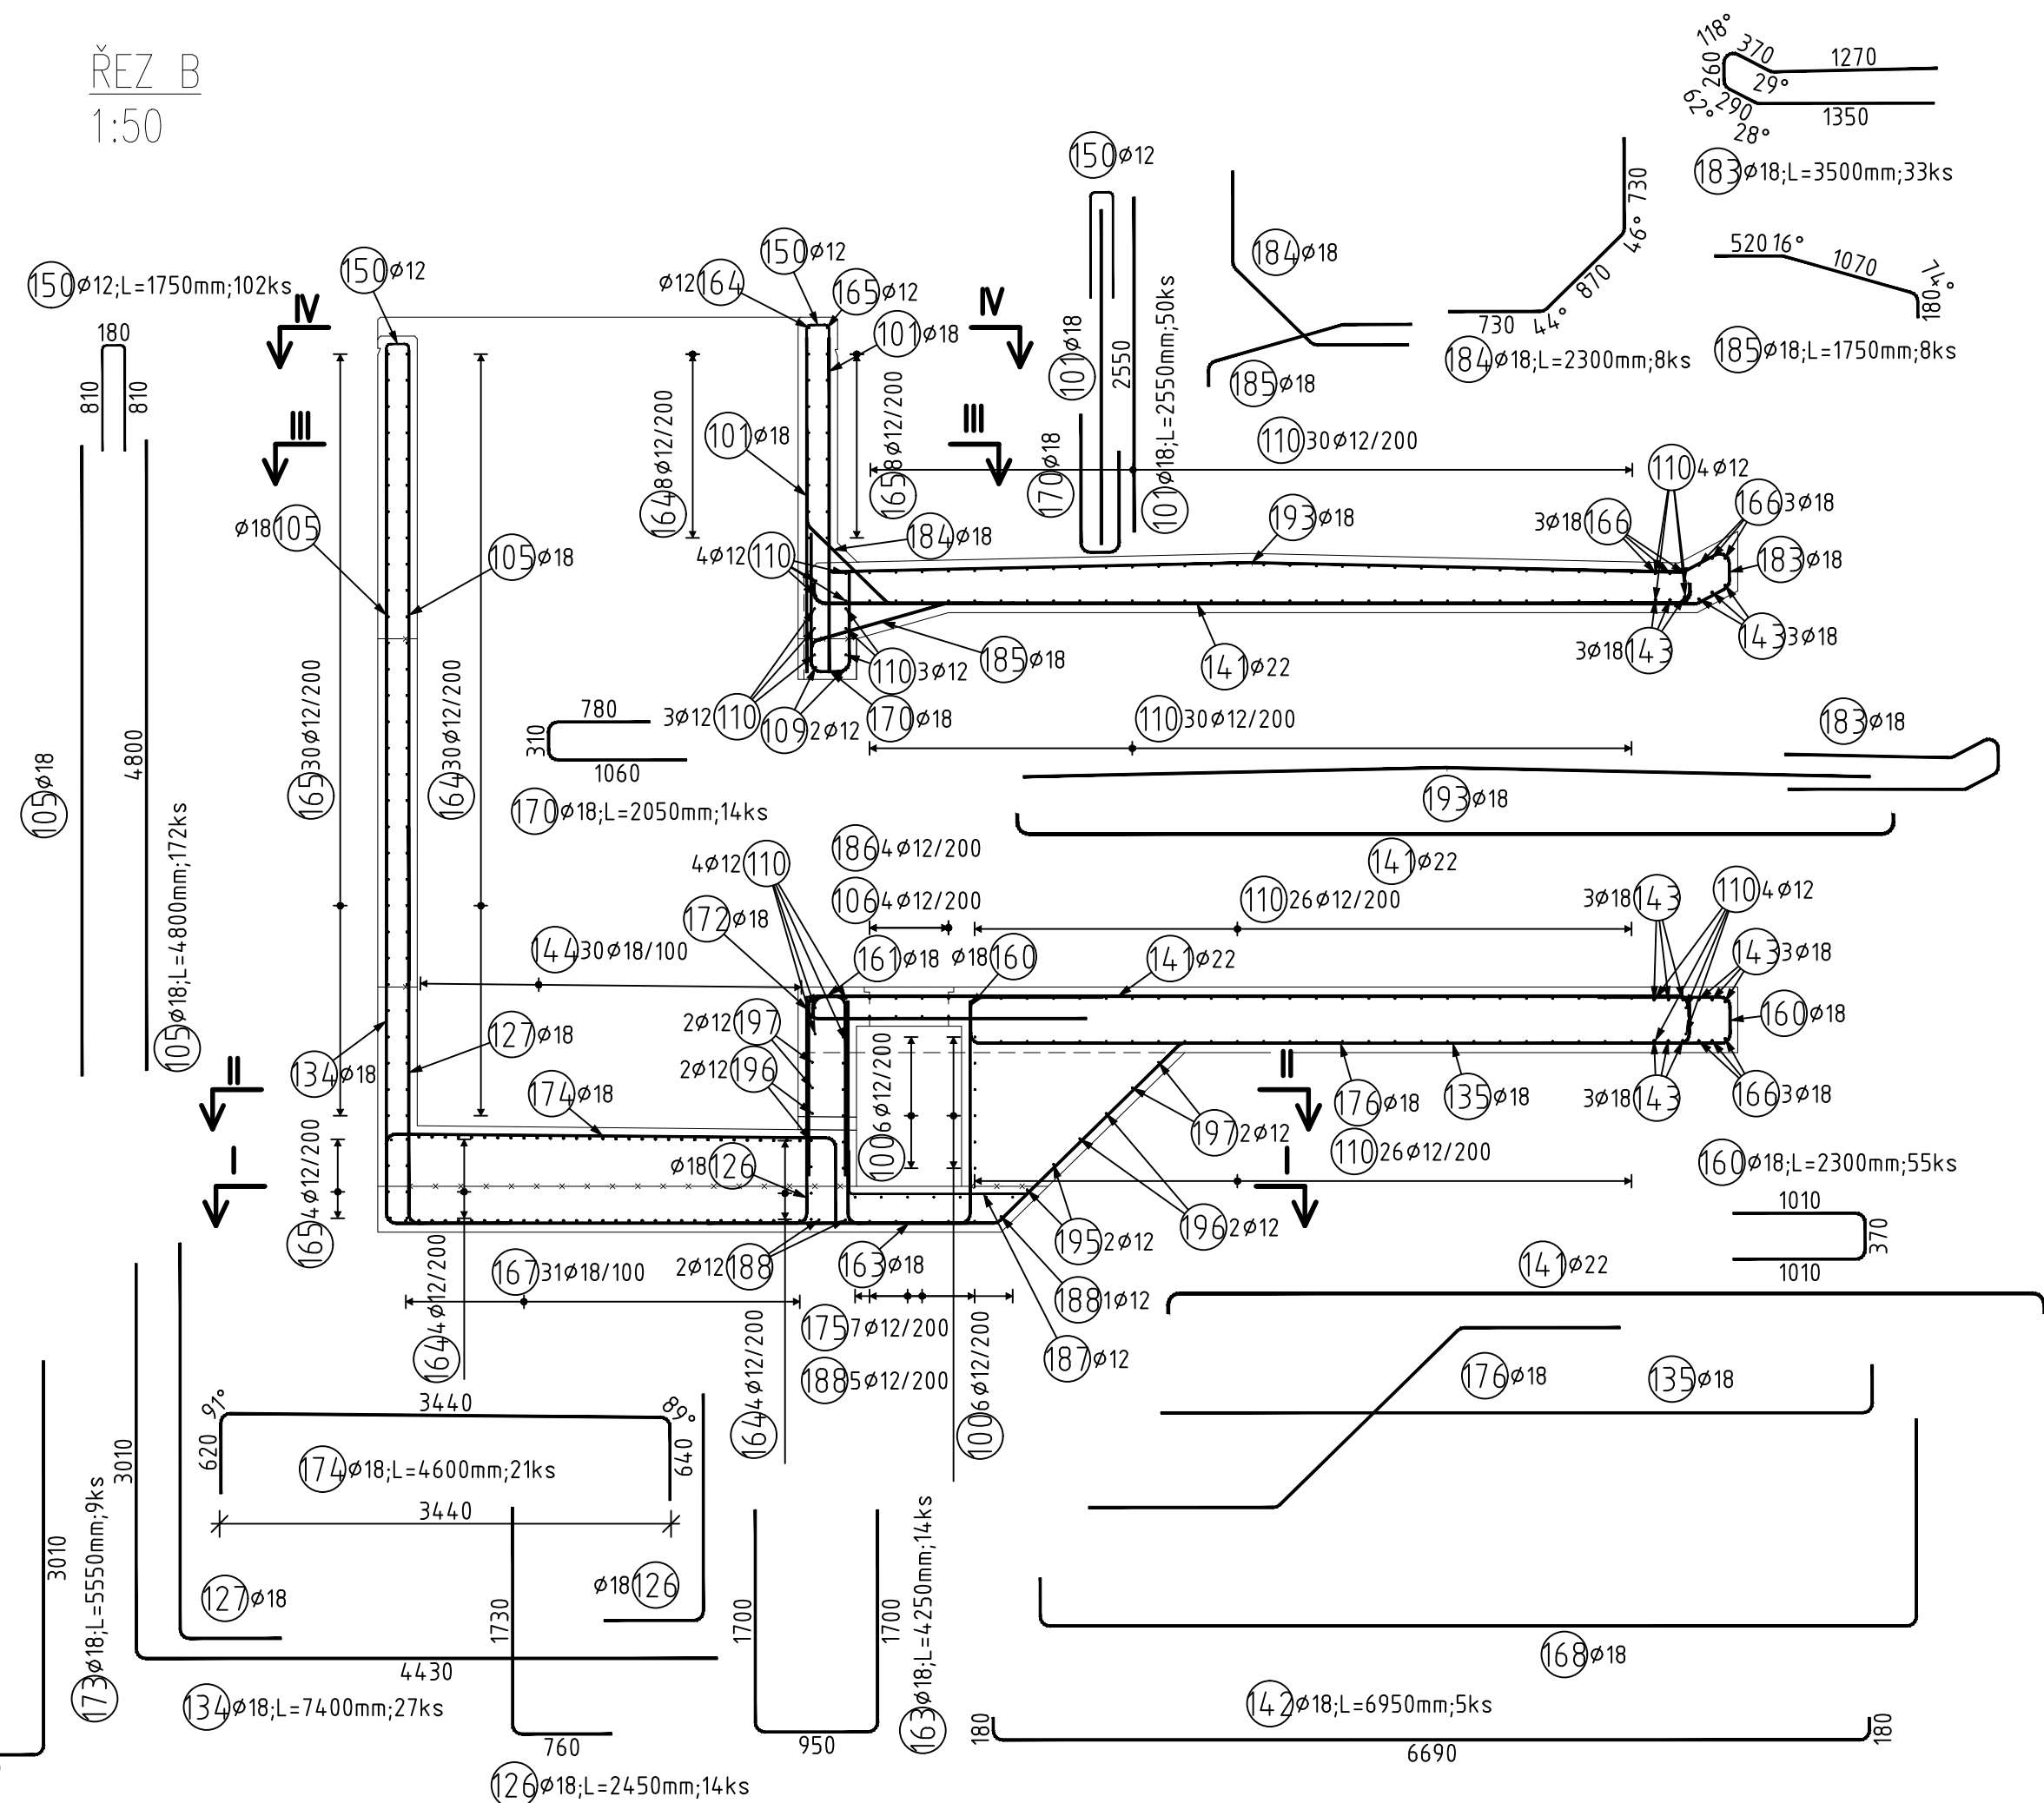 ŘEZ B
1:50
118°
370
1270
260
29°
62°
290
28°
1350
183 ø18;L=3500mm;33ks
150 ø12
730
46°
870
730
44°
184 ø18
184 ø18;L=2300mm;8ks
185 ø18
520 16°
1070
74°
180
185 ø18;L=1750mm;8ks
150 ø12;L=1750mm;102ks
180
810
810
150 ø12
150 ø12
ø12 164
165 ø12
101 ø18
IV
IV
III
III
101 ø18
2550
101 ø18;L=2550mm;50ks
170 ø18
101 ø18
164 8ø12/200
165 8ø12/200
110 30ø12/200
110 4ø12
3ø18 166
166 3ø18
193 ø18
184 ø18
4ø12 110
183 ø18
ø18 105
105 ø18
143 3ø18
3ø18 143
185 ø18
141 ø22
110 3ø12
3ø12 110
109 2ø12
170 ø18
110 30ø12/200
780
310
1060
170 ø18;L=2050mm;14ks
183 ø18
193 ø18
141 ø22
105 ø18
4800
105 ø18;L=4800mm;172ks
165 30ø12/200
164 30ø12/200
186 4ø12/200
4ø12 110
106 4ø12/200
172 ø18
110 26ø12/200
3ø18 143
110 4ø12
144 30ø18/100
161 ø18
ø18 160
141 ø22
143 3ø18
2ø12 197
127 ø18
160 ø18
134 ø18
2ø12 196
174 ø18
100 6ø12/200
II
II
176 ø18
135 ø18
3ø18 143
166 3ø18
197 2ø12
110 26ø12/200
I
I
ø18 126
160 ø18;L=2300mm;55ks
1010
370
1010
165 4ø12/200
164 4ø12/200
167 31ø18/100
2ø12 188
163 ø18
195 2ø12
196 2ø12
188 1ø12
187 ø12
175 7ø12/200
188 5ø12/200
164 4ø12/200
100 6ø12/200
141 ø22
176 ø18
135 ø18
91°
3440
89°
620
640
174 ø18;L=4600mm;21ks
3440
3010
3010
173 ø18;L=5550mm;9ks
127 ø18
ø18 126
4430
134 ø18;L=7400mm;27ks
1730
760
126 ø18;L=2450mm;14ks
1700
1700
950
163 ø18;L=4250mm;14ks
168 ø18
142 ø18;L=6950mm;5ks
180
6690
180